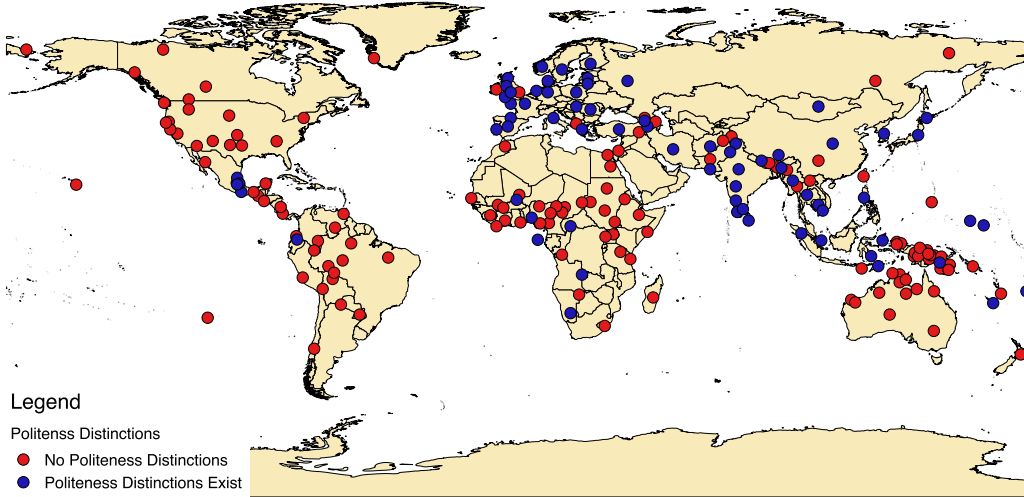 Legend
Politenss Distinctions
No Politeness Distinctions
Politeness Distinctions Exist